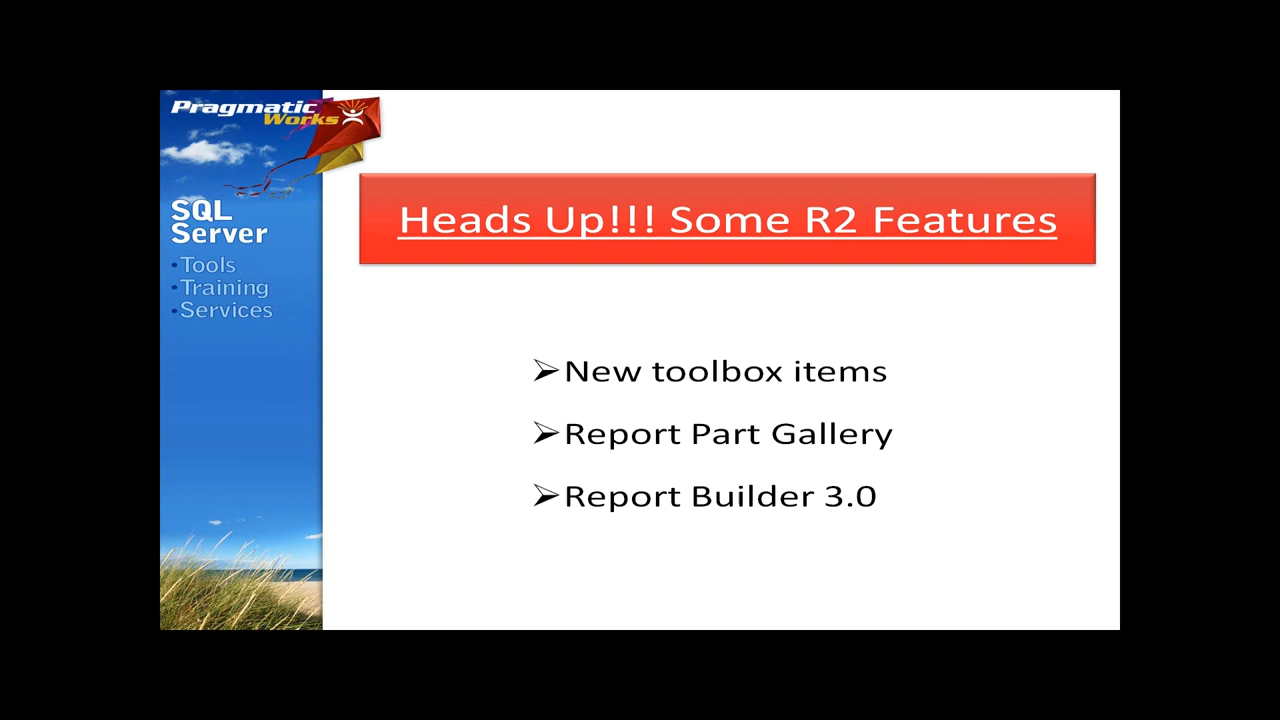 Pragmatic
Works
SQL
Server
•Tools
•Training
•Services
Heads Up!!! Some R2 Features
➢New toolbox items
➢Report Part Gallery
➢Report Builder 3.0